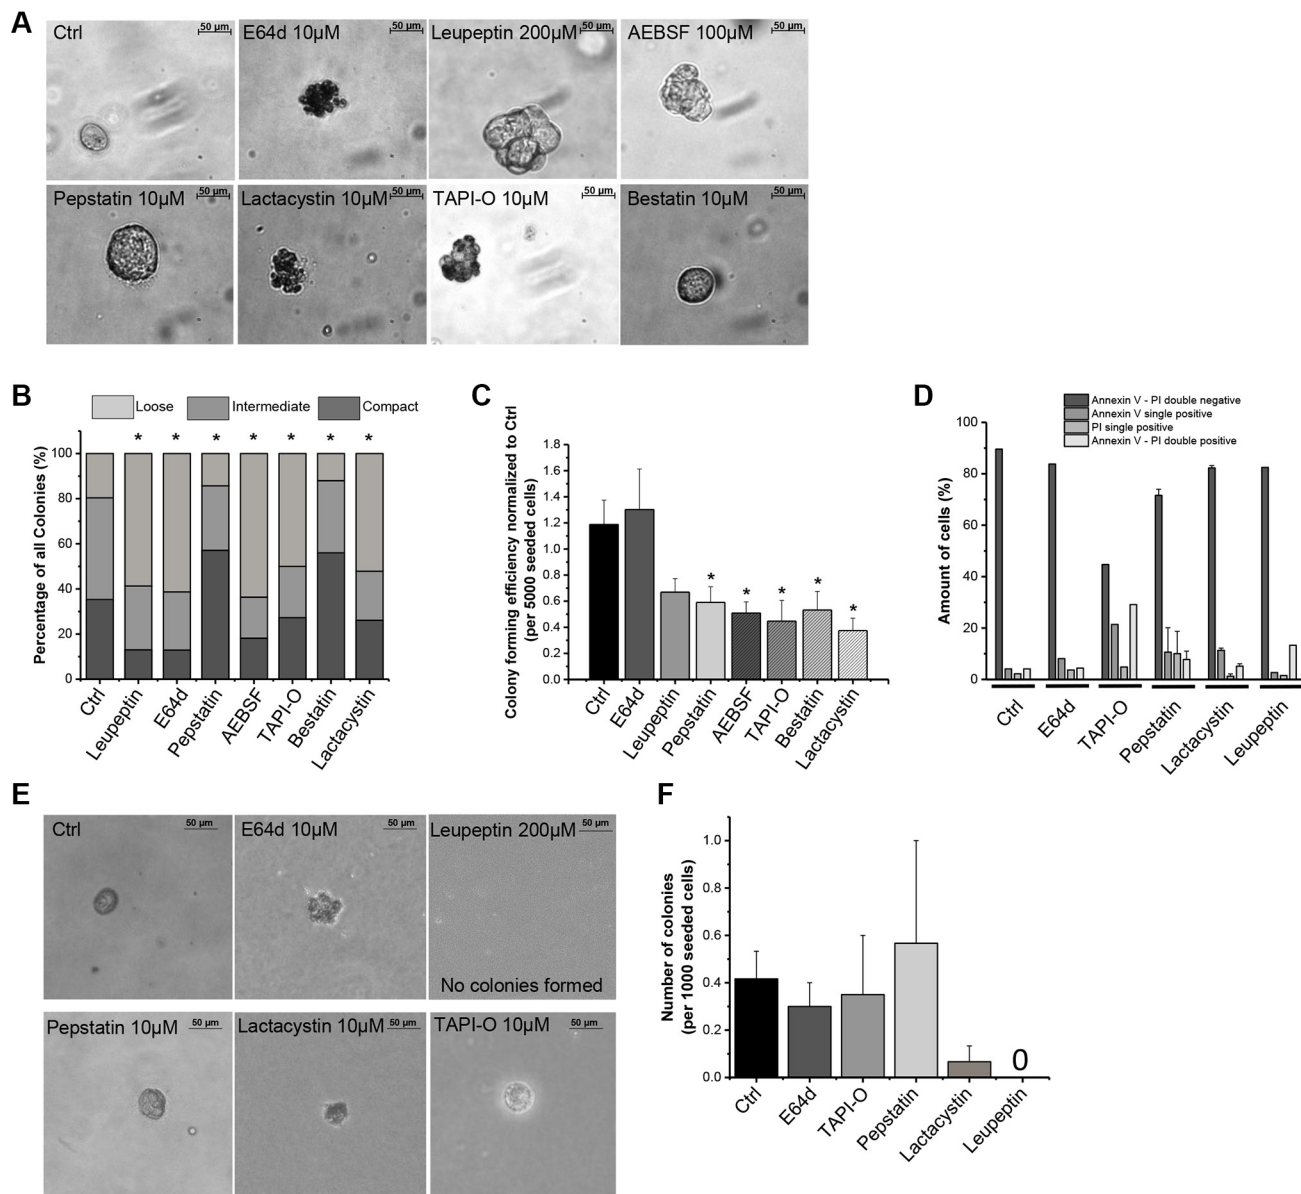 A
Ctrl
50 µm
E64d 10µM
50 µm
Leupeptin 200µM
50 µm
AEBSF 100µM
50 µm
Pepstatin 10µM
50 µm
Lactacystin 10µM
50 µm
TAPI-O 10µM
50 µm
Bestatin 10µM
50 µm
B
Loose
Intermediate
Compact
Percentage of all Colonies (%)
100
80
60
40
20
0
* * * * * * *
Ctrl
Leupeptin
E64d
Pepstatin
AEBSF
TAPI-O
Bestatin
Lactacystin
C
Colony forming efficiency normalized to Ctrl
(per 5000 seeded cells)
1.8
1.6
1.4
1.2
1.0
0.8
0.6
0.4
0.2
0.0
* * * * *
Ctrl
E64d
Leupeptin
Pepstatin
AEBSF
TAPI-O
Bestatin
Lactacystin
D
Annexin V - PI double negative
Annexin V single positive
PI single positive
Annexin V - PI double positive
Amount of cells (%)
100
80
60
40
20
0
Ctrl
E64d
TAPI-O
Pepstatin
Lactacystin
Leupeptin
E
Ctrl
50 µm
E64d 10µM
50 µm
Leupeptin 200µM
50 µm
No colonies formed
Pepstatin 10µM
50 µm
Lactacystin 10µM
50 µm
TAPI-O 10µM
50 µm
F
Number of colonies
(per 1000 seeded cells)
1.0
0.8
0.6
0.4
0.2
0.0
0
Ctrl
E64d
TAPI-O
Pepstatin
Lactacystin
Leupeptin